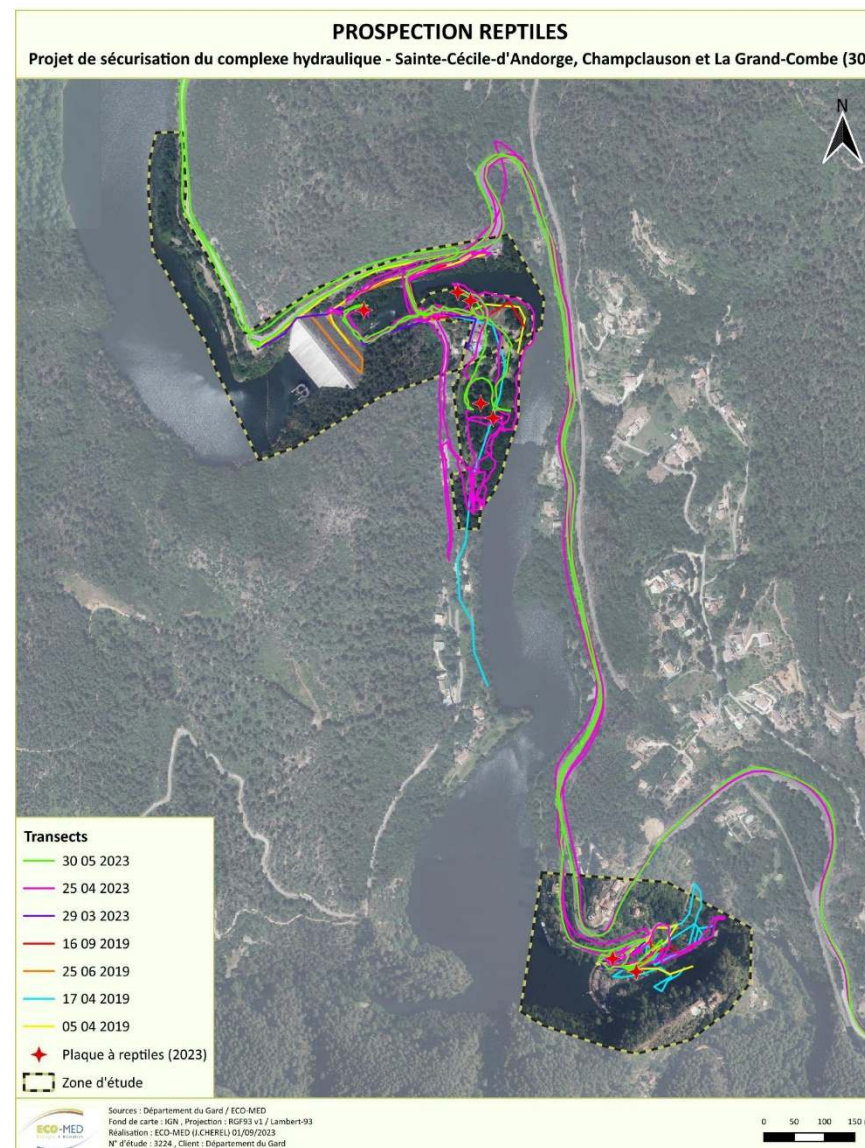 PROSPECTION REPTILES
Projet de sécurisation du complexe hydraulique - Sainte-Cécile-d'Andorge, Champclauson et La Grand-Combe (30
N
Transects
30 05 2023
25 04 2023
29 03 2023
16 09 2019
25 06 2019
17 04 2019
05 04 2019
Plaque à reptiles (2023)
Zone d'étude
ECO-MED
Sources : Département du Gard / ECO-MED
Fond de carte : IGN , Projection : RGF93 v1 / Lambert-93
Réalisation : ECO-MED (J.CHEREL) 01/09/2023
N° d'étude : 3224 , Client : Département du Gard
0 50 100 150